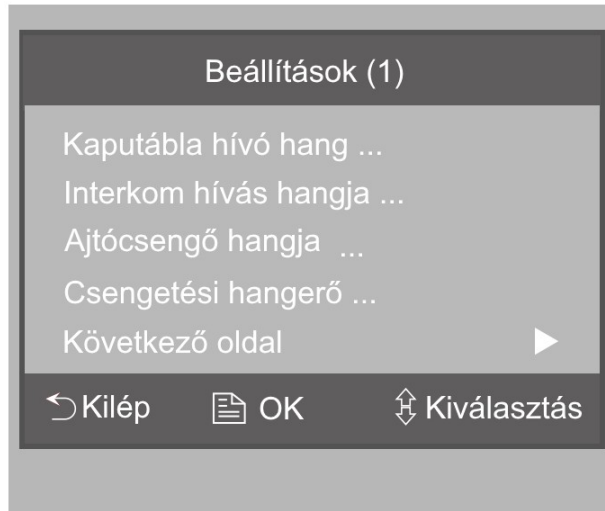 Beállítások (1)
Kaputábla hívó hang ...
Interkom hívás hangja ...
Ajtócsengő hangja ...
Csengetési hangerő ...
Következő oldal
Kilép OK Kiválasztás